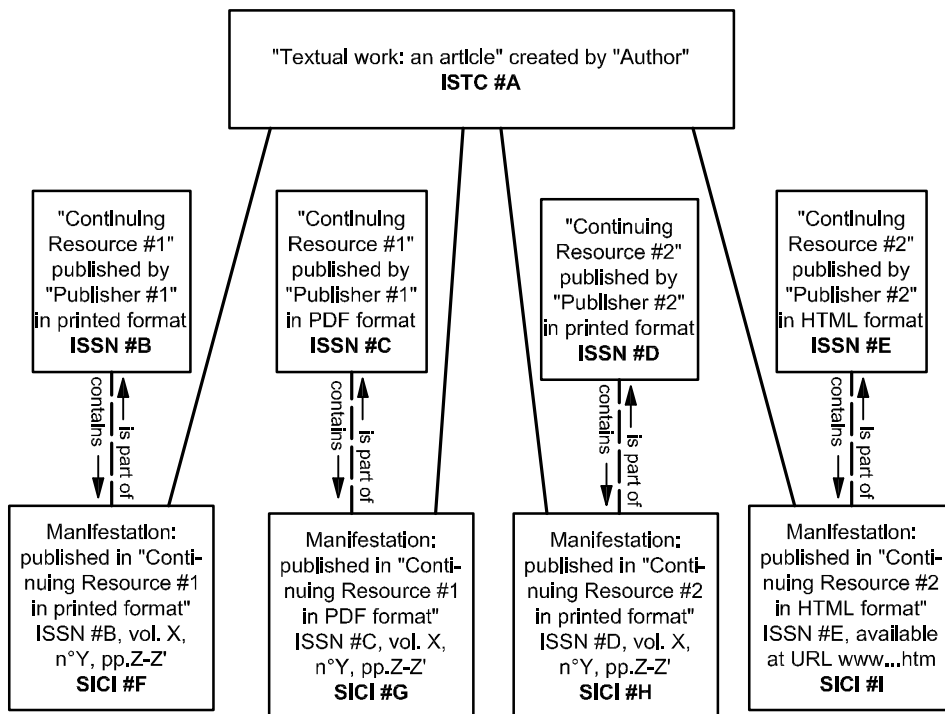 "Textual work: an article" created by "Author"
ISTC #A
"Continuing
Resource #1"
published by
"Publisher #1"
in printed format
ISSN #B
"Continuing
Resource #1"
published by
"Publisher #1"
in PDF format
ISSN #C
"Continuing
Resource #2"
published by
"Publisher #2"
in printed format
ISSN #D
"Continuing
Resource #2"
published by
"Publisher #2"
in HTML format
ISSN #E
contains
is part of
contains
is part of
contains
is part of
contains
is part of
Manifestation:
published in "Conti-
nuing Resource #1
in printed format"
ISSN #B, vol. X,
n°Y, pp.Z-Z'
SICI #F
Manifestation:
published in "Conti-
nuing Resource #1
in PDF format"
ISSN #C, vol. X,
n°Y, pp.Z-Z'
SICI #G
Manifestation:
published in "Conti-
nuing Resource #2
in printed format"
ISSN #D, vol. X,
n°Y, pp.Z-Z'
SICI #H
Manifestation:
published in "Conti-
nuing Resource #2
in HTML format"
ISSN #E, available
at URL www...htm
SICI #I